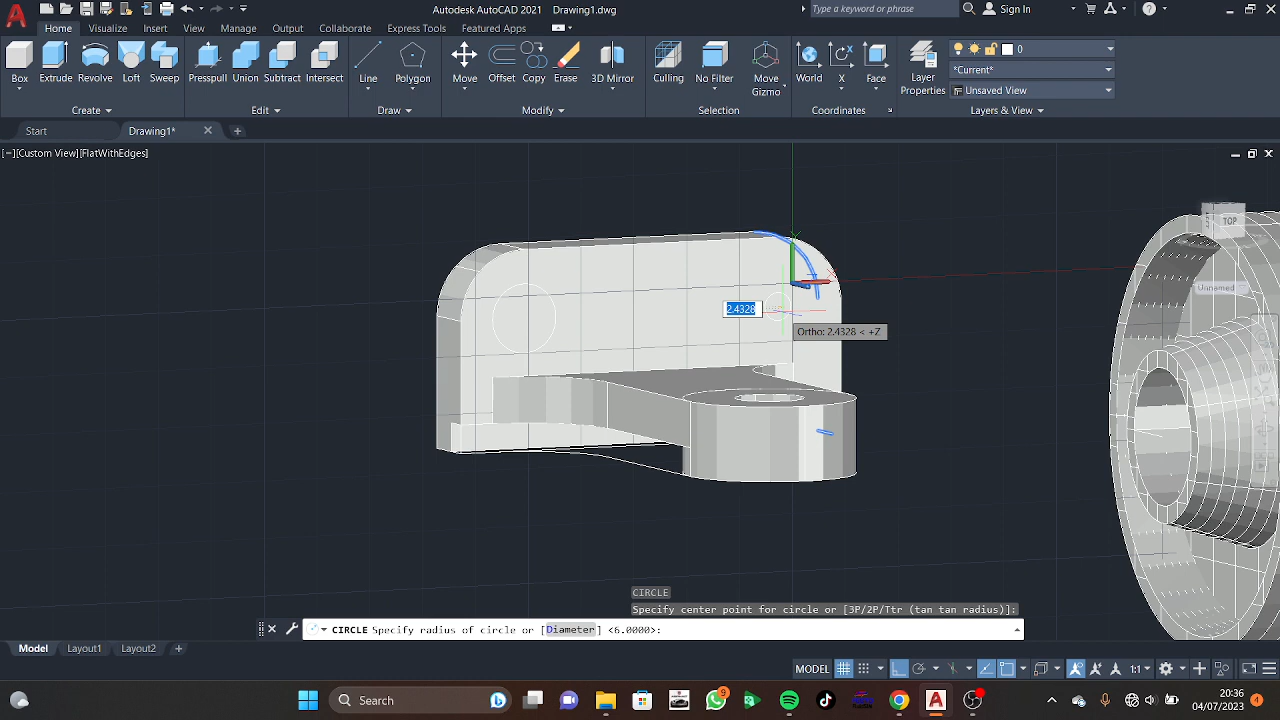 Autodesk AutoCAD 2021 Drawing1.dwg
Type a keyword or phrase
Sign In
Home Visualize Insert View Manage Output Collaborate Express Tools Featured Apps
Box Extrude Revolve Loft Sweep
Presspull Union Subtract Intersect
Line Polygon
Move Offset Copy Erase 3D Mirror
Culling No Filter Move Gizmo
World X Face
Layer Properties
0
*Current*
Unsaved View
Create Edit Draw Modify Selection Coordinates Layers & View
Start Drawing1*
[−][Custom View][FlatWithEdges]
TOP
Unnamed
2.4328
Ortho: 2.4328 < +Z
CIRCLE
Specify center point for circle or [3P/2P/Ttr (tan tan radius)]:
CIRCLE Specify radius of circle or [Diameter] <6.0000>:
Model Layout1 Layout2 +
MODEL 1:1
Search
9
20:36
04/07/2023
4